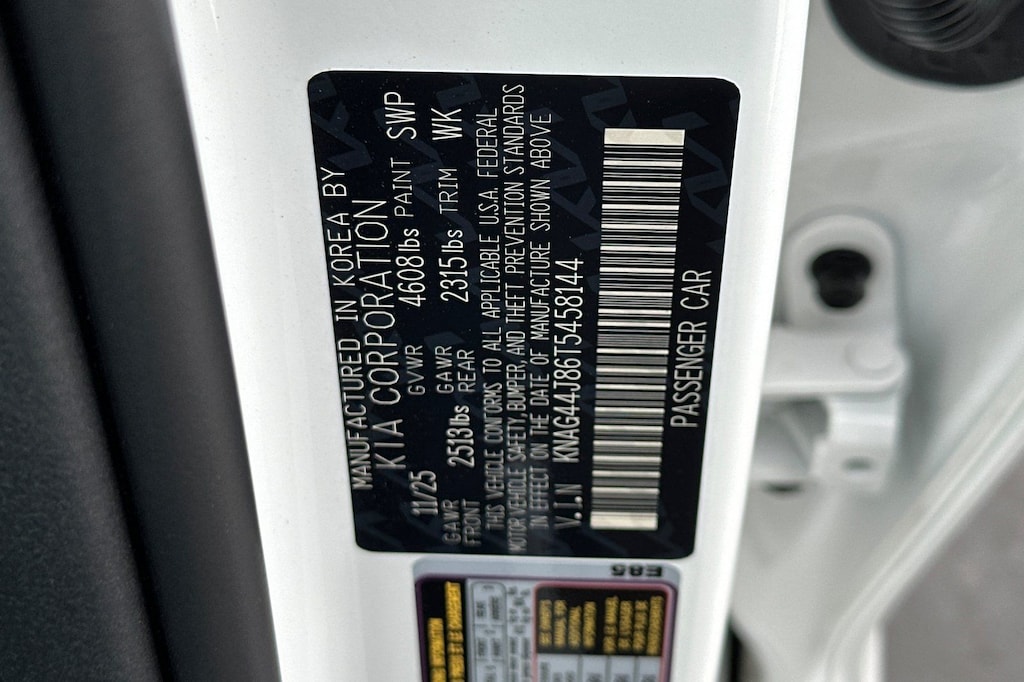 MANUFACTURED IN KOREA BY
KIA CORPORATION
11/25 GVWR 4608lbs PAINT SWP
GAWR FRONT 2513lbs GAWR REAR 2315lbs TRIM WK
THIS VEHICLE CONFORMS TO ALL APPLICABLE U.S.A. FEDERAL
MOTOR VEHICLE SAFETY, BUMPER, AND THEFT PREVENTION STANDARDS
IN EFFECT ON THE DATE OF MANUFACTURE SHOWN ABOVE
V.I.N KNAG44J86T5458144
PASSENGER CAR
E85